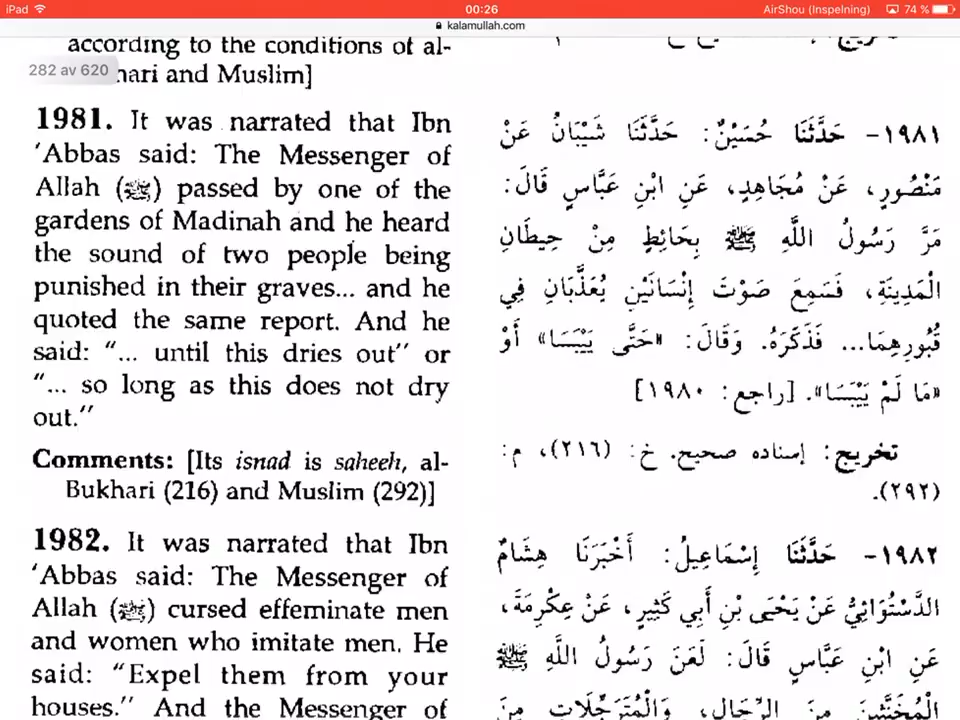 iPad
00:26
AirShou (Inspelning)
74 %
kalamullah.com
282 av 620
according to the conditions of al-
hari and Muslim]
1981. It was narrated that Ibn
'Abbas said: The Messenger of
Allah (ﷺ) passed by one of the
gardens of Madinah and he heard
the sound of two people being
punished in their graves... and he
quoted the same report. And he
said: "... until this dries out" or
"... so long as this does not dry
out."
Comments: [Its isnad is saheeh, al-
Bukhari (216) and Muslim (292)]
1982. It was narrated that Ibn
'Abbas said: The Messenger of
Allah (ﷺ) cursed effeminate men
and women who imitate men. He
said: "Expel them from your
houses." And the Messenger of
١٩٨١- حَدَّثَنَا حُسَيْنٌ: حَدَّثَنَا شَيْبَانُ عَنْ
مَنْصُورٍ، عَنْ مُجَاهِدٍ، عَنِ ابْنِ عَبَّاسٍ قَالَ:
مَرَّ رَسُولُ اللَّهِ ﷺ بِحَائِطٍ مِنْ حِيطَانِ
الْمَدِينَةِ، فَسَمِعَ صَوْتَ إِنْسَانَيْنِ يُعَذَّبَانِ فِي
قُبُورِهِمَا... فَذَكَرَهُ. وَقَالَ: «حَتَّى يَيْبَسَا» أَوْ
«مَا لَمْ يَيْبَسَا». [راجع: ١٩٨٠]
تخريج: إسناده صحيح. خ: (٢١٦)، م:
(٢٩٢).
١٩٨٢- حَدَّثَنَا إِسْمَاعِيلُ: أَخْبَرَنَا هِشَامٌ
الدَّسْتُوَائِيُّ عَنْ يَحْيَى بْنِ أَبِي كَثِيرٍ، عَنْ عِكْرِمَةَ،
عَنِ ابْنِ عَبَّاسٍ قَالَ: لَعَنَ رَسُولُ اللَّهِ ﷺ
الْمُخَنَّثِينَ مِنَ الرِّجَالِ، وَالْمُتَرَجِّلَاتِ مِنَ